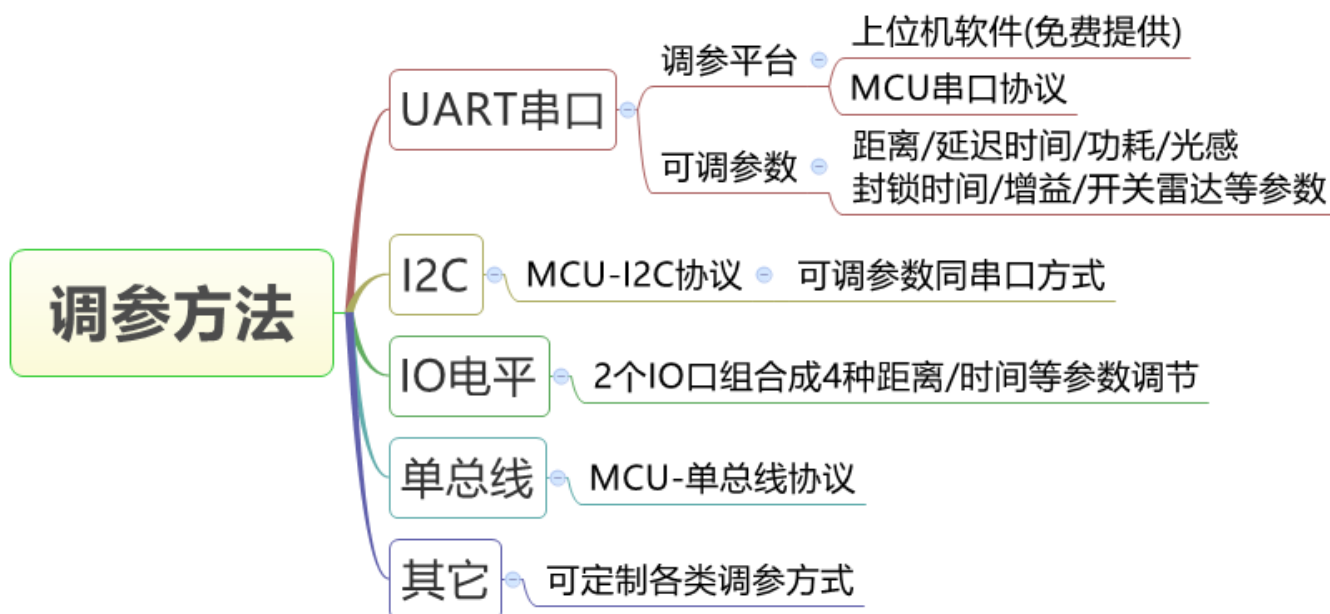 调参方法
UART串口
调参平台
上位机软件(免费提供)
MCU串口协议
可调参数
距离/延迟时间/功耗/光感
封锁时间/增益/开关雷达等参数
I2C
MCU-I2C协议
可调参数同串口方式
IO电平
2个IO口组合成4种距离/时间等参数调节
单总线
MCU-单总线协议
其它
可定制各类调参方式